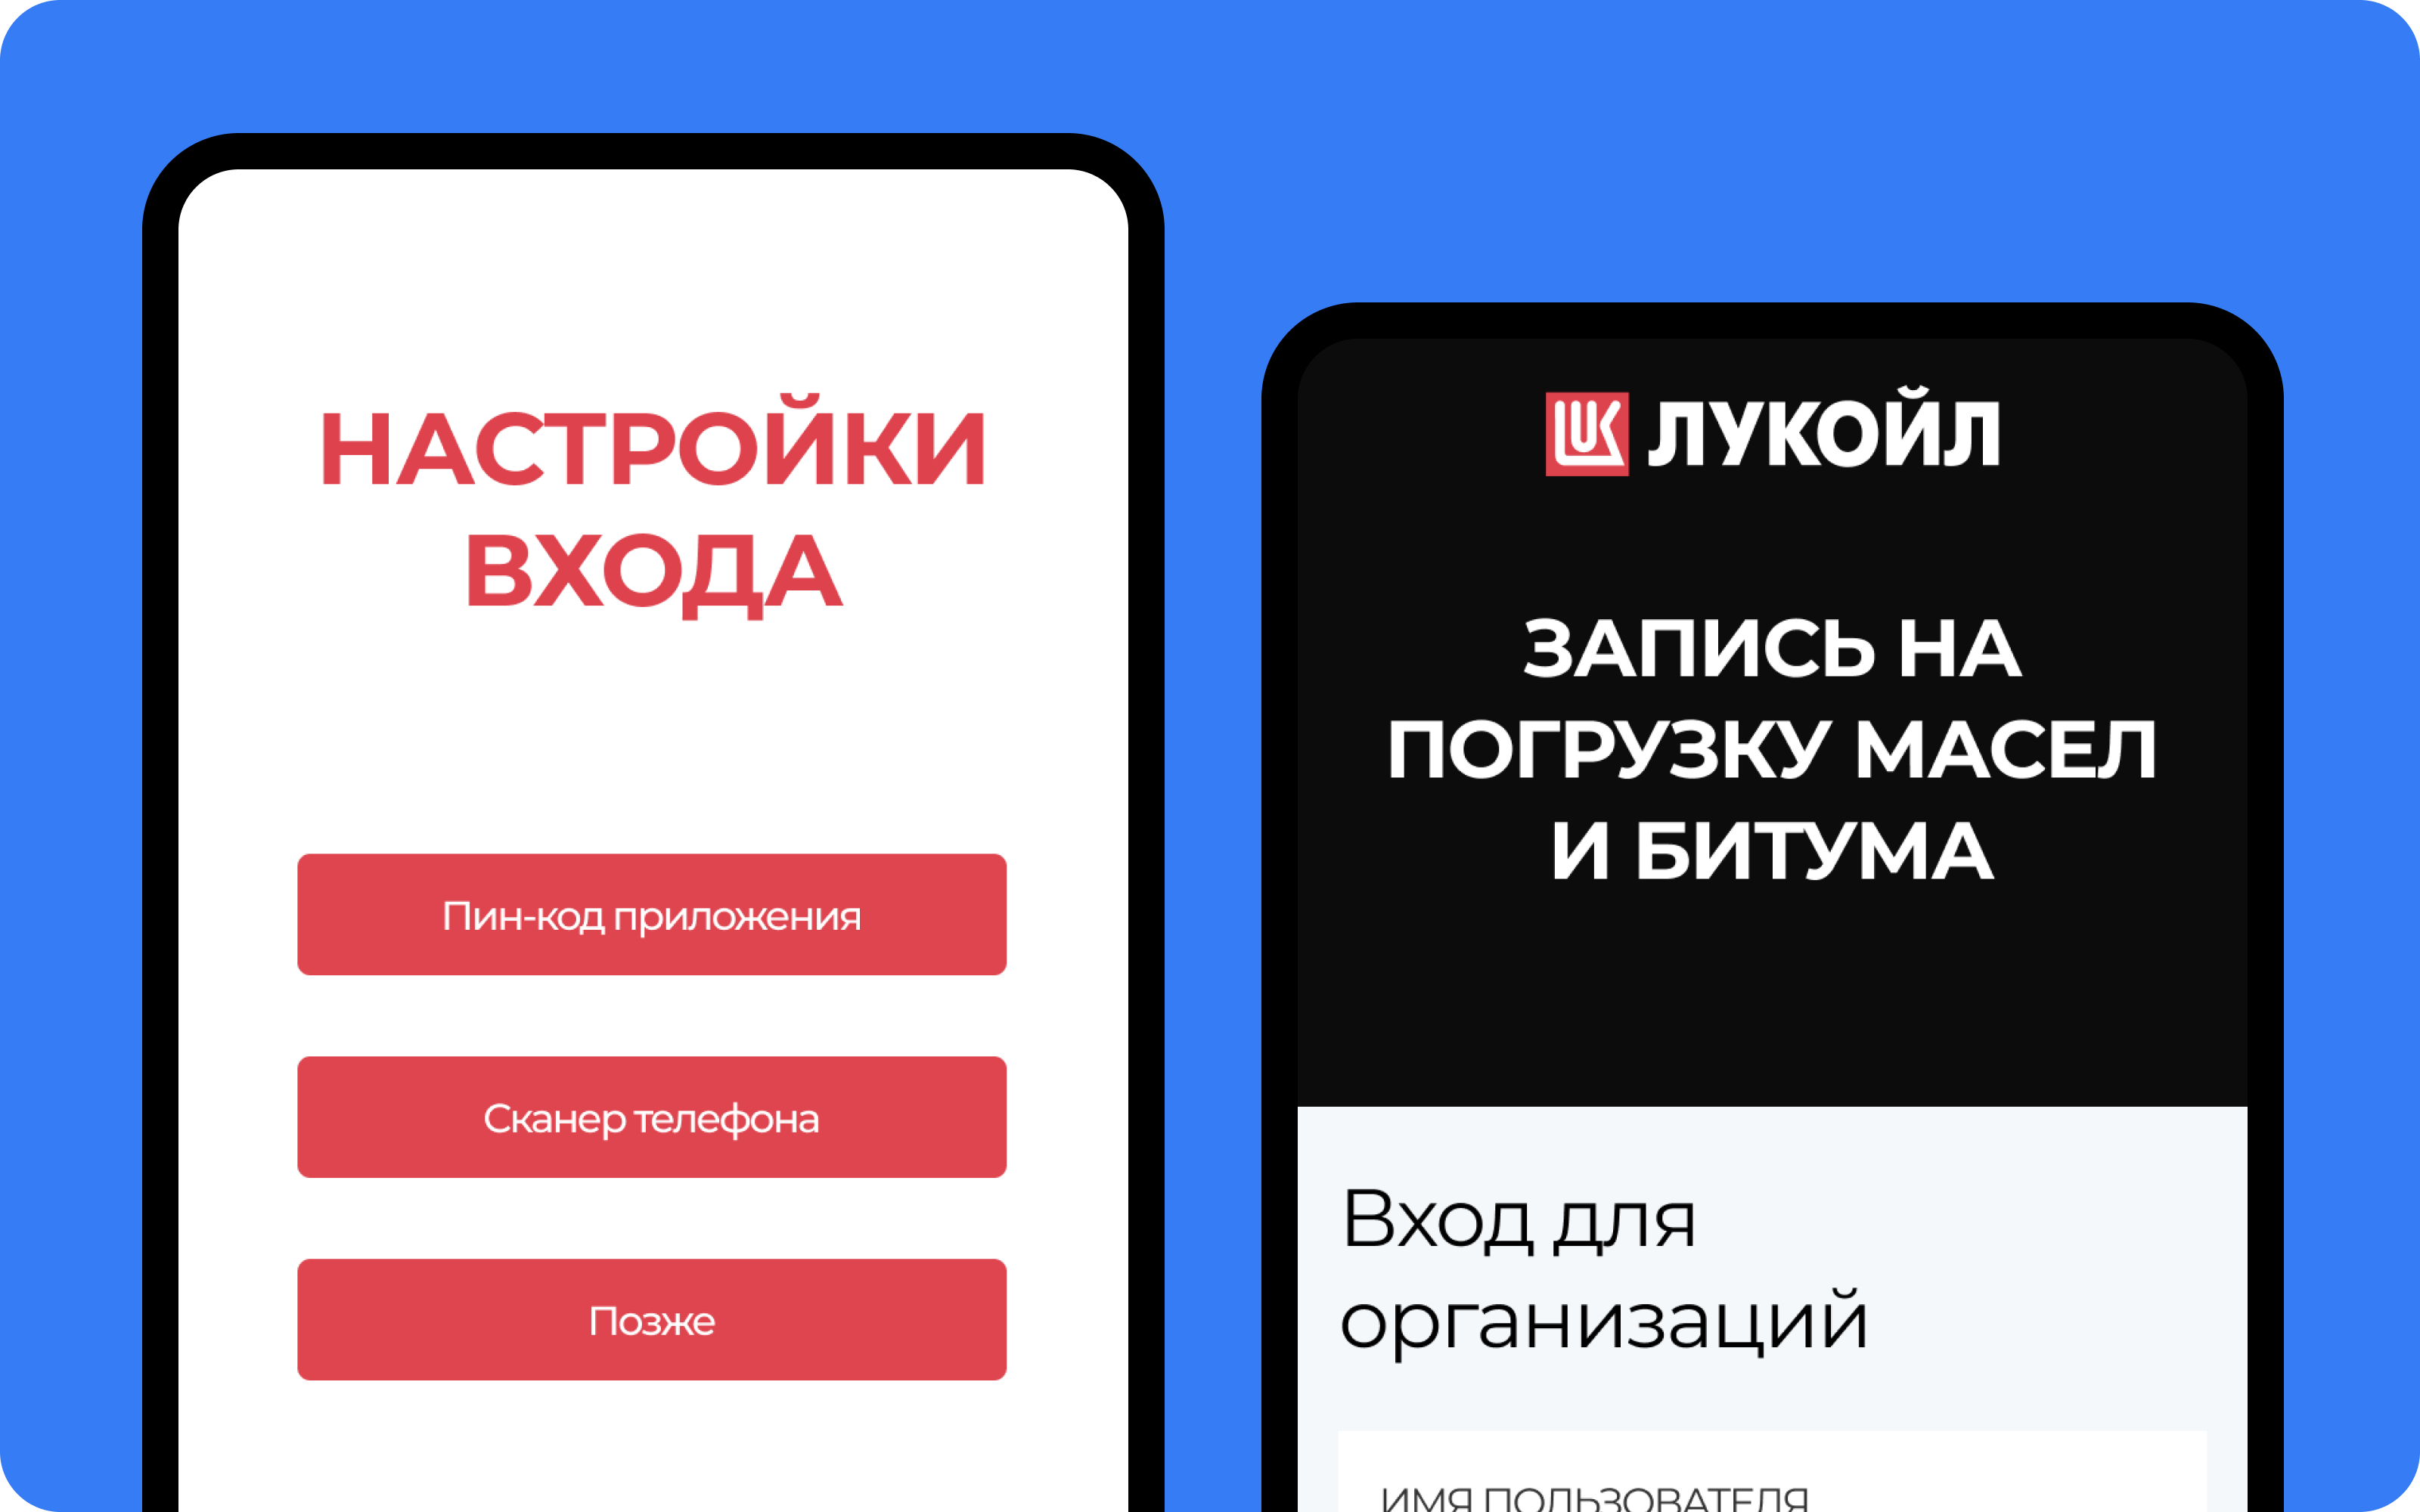 НАСТРОЙКИ
ВХОДА
Пин-код приложения
Сканер телефона
Позже
ЛУКОЙЛ
ЗАПИСЬ НА
ПОГРУЗКУ МАСЕЛ
И БИТУМА
Вход для
организаций
ИМЯ ПОЛЬЗОВАТЕЛЯ